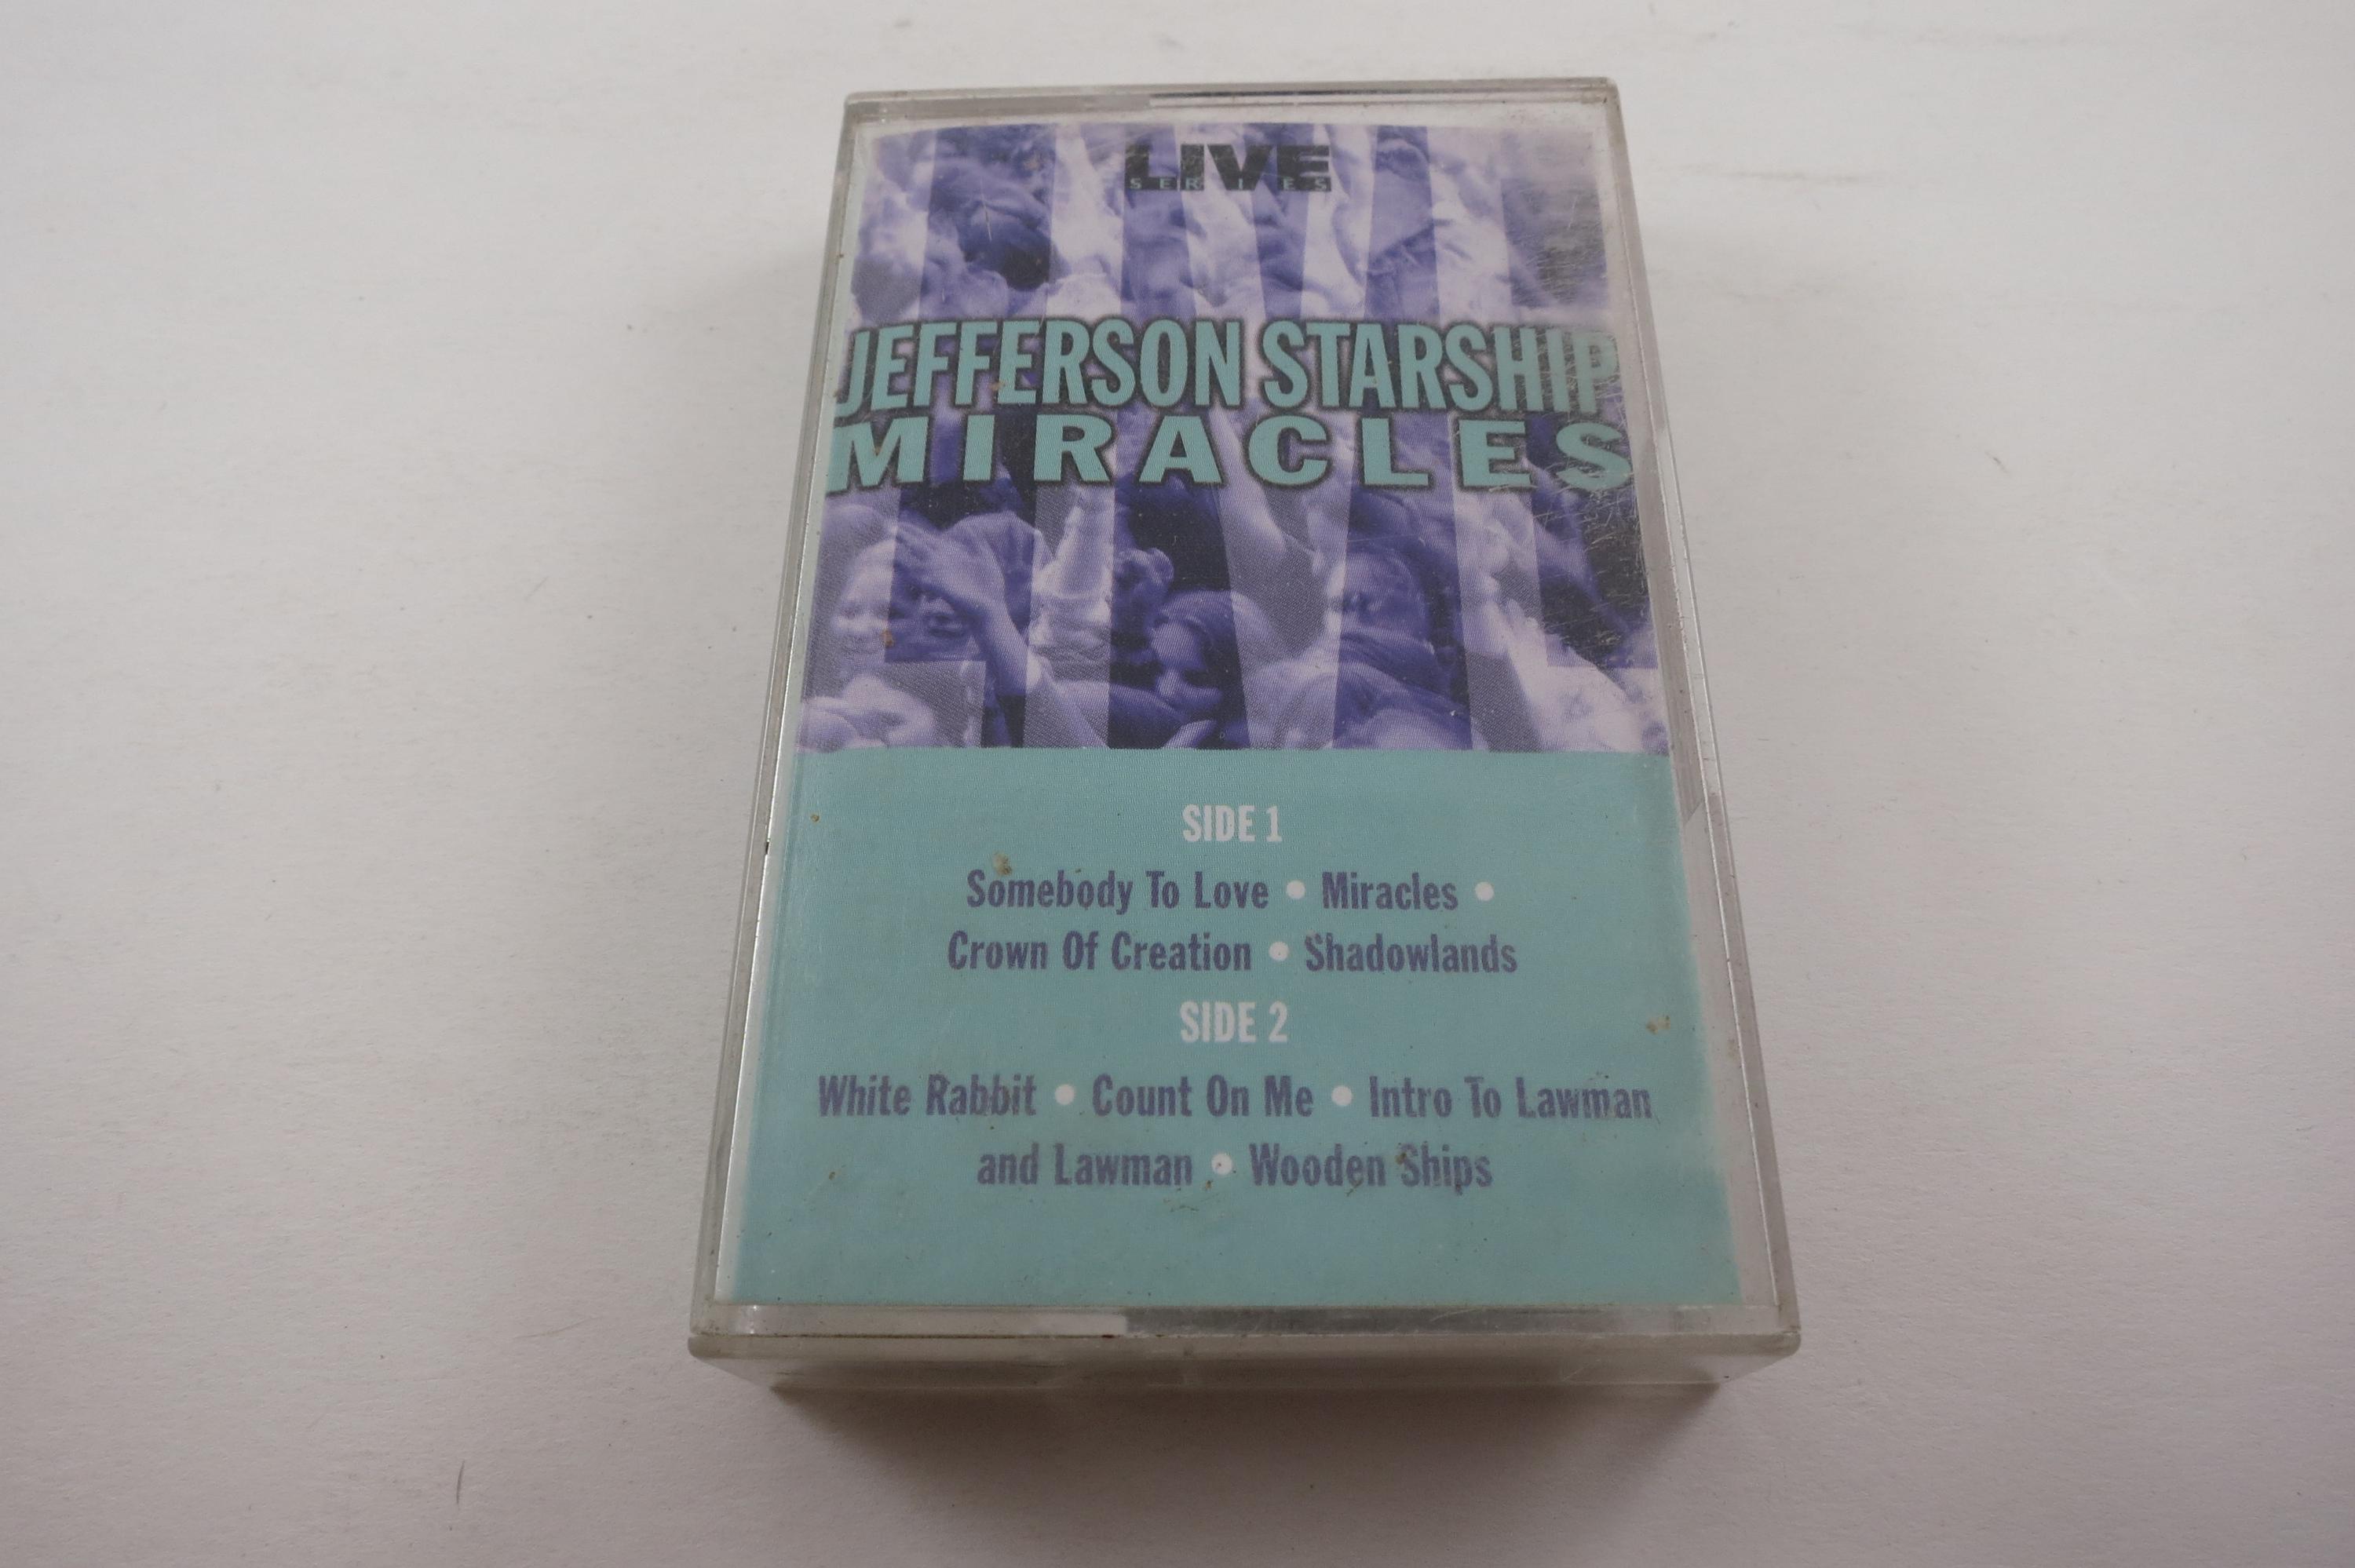 LIVE
SERIES
JEFFERSON STARSHIP
MIRACLES
SIDE 1
Somebody To Love • Miracles •
Crown Of Creation • Shadowlands
SIDE 2
White Rabbit • Count On Me • Intro To Lawman
and Lawman • Wooden Ships